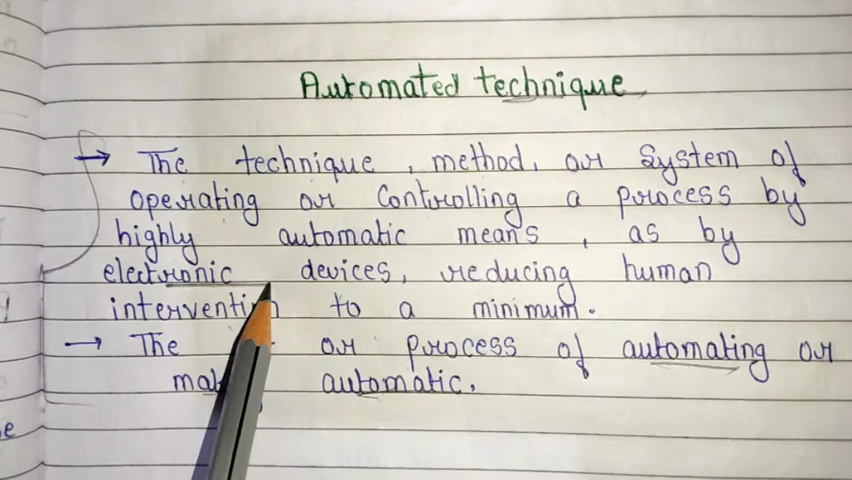 Automated technique
→ The technique, method, or System of
operating or Controlling a process by
highly automatic means, as by
electronic devices, reducing human
to a minimum.
→ The or process of automating or
automatic.